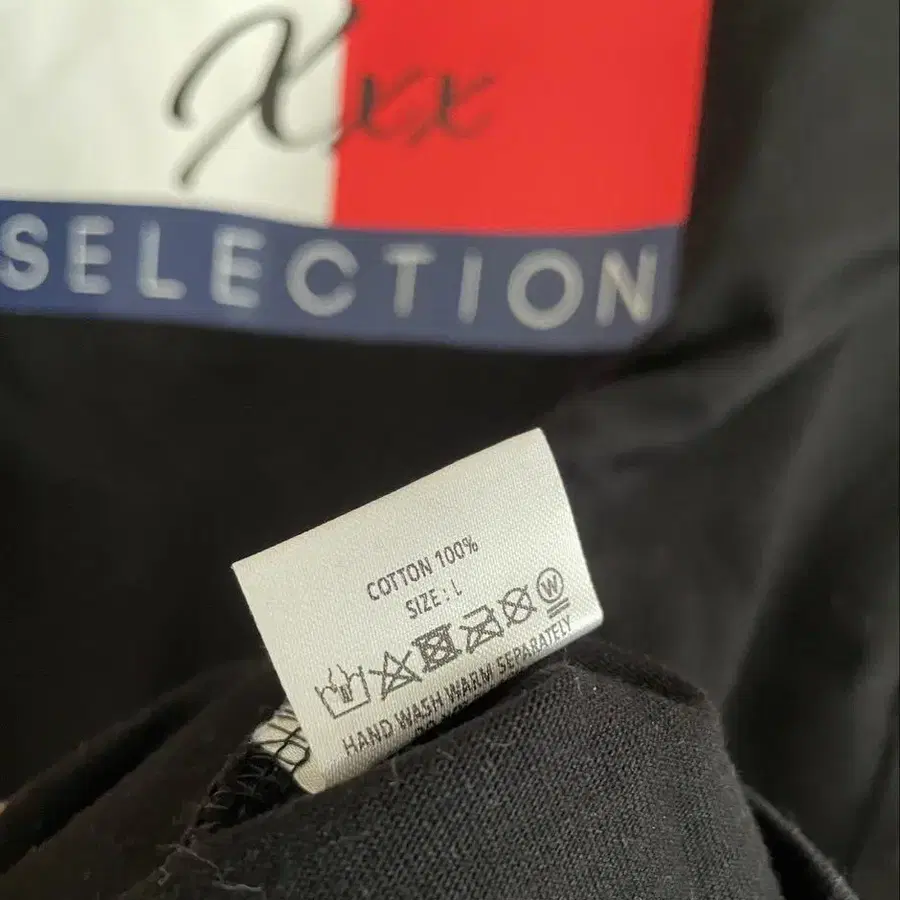 Xxx
SELECTION
COTTON 100%
SIZE : L
W
HAND WASH WARM SEPARATELY